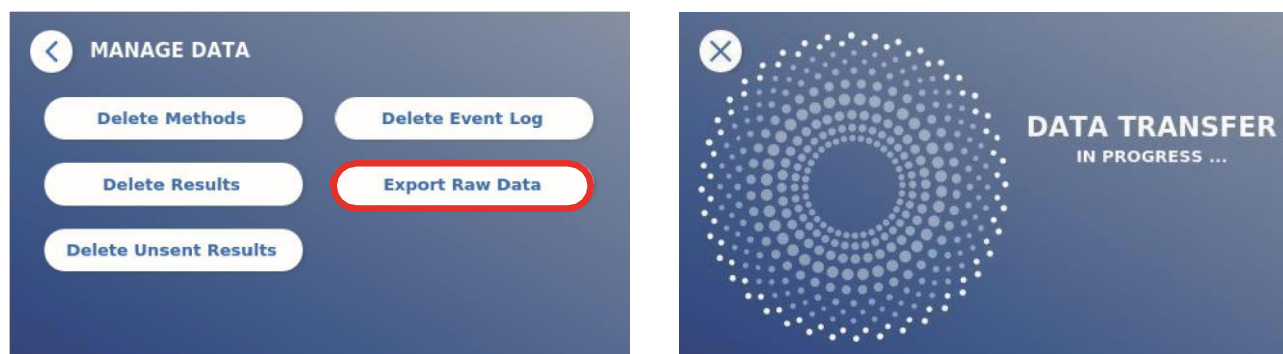 MANAGE DATA
Delete Methods
Delete Event Log
Delete Results
Export Raw Data
Delete Unsent Results
DATA TRANSFER
IN PROGRESS ...